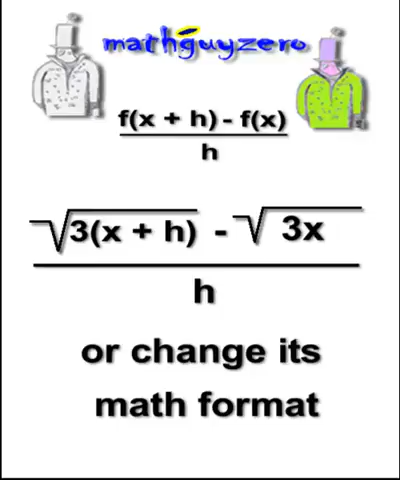 mathguyzero
f(x + h) - f(x)
h
√3(x + h) - √3x
h
or change its
math format